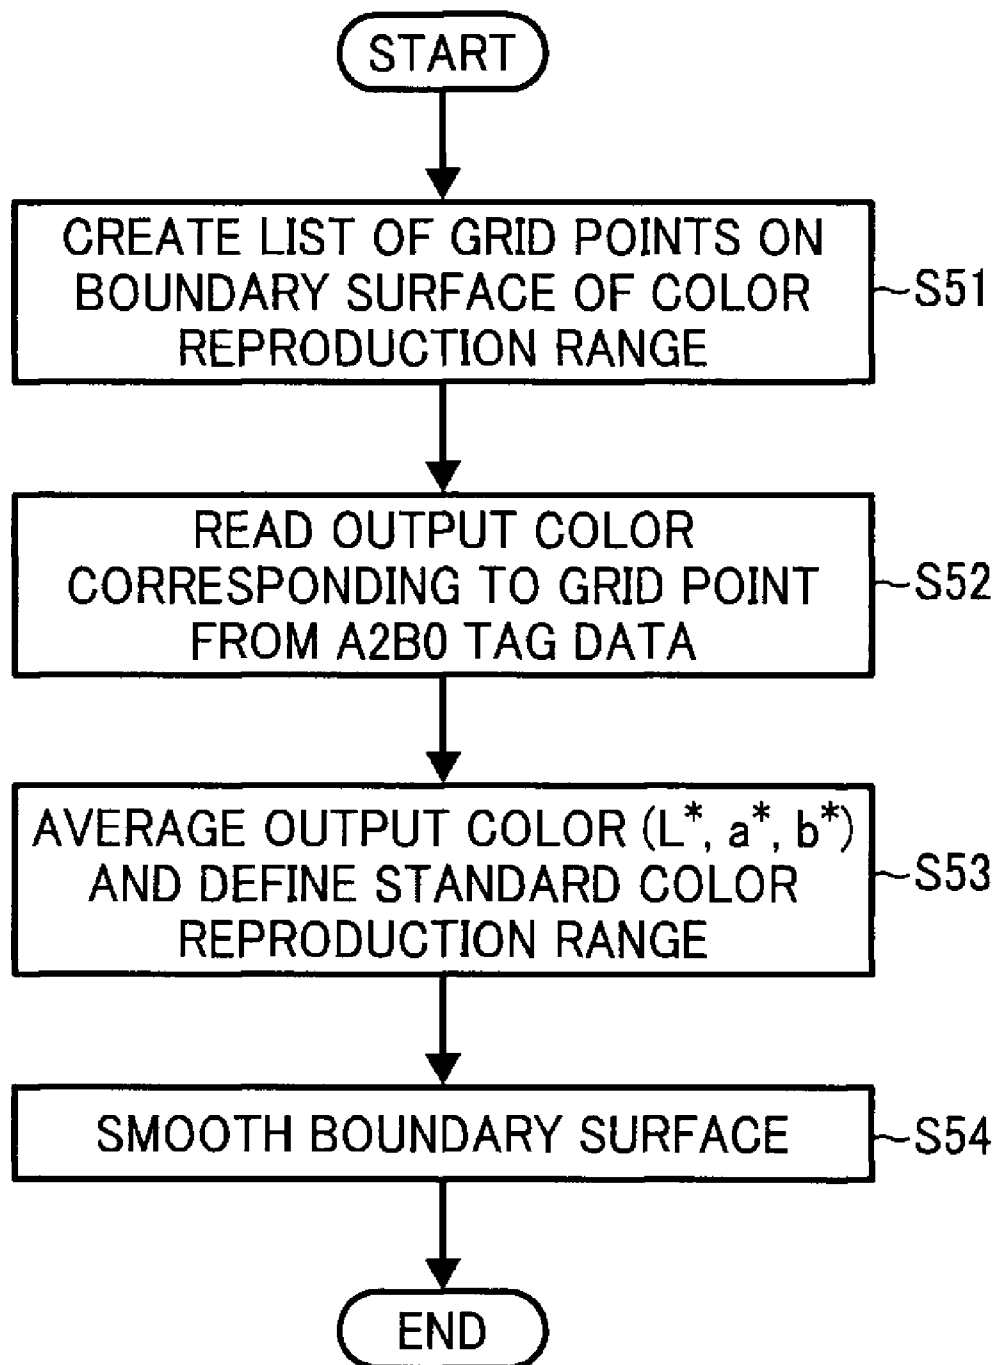 START
CREATE LIST OF GRID POINTS ON
BOUNDARY SURFACE OF COLOR
REPRODUCTION RANGE
~S51
READ OUTPUT COLOR
CORRESPONDING TO GRID POINT
FROM A2B0 TAG DATA
~S52
AVERAGE OUTPUT COLOR (L*, a*, b*)
AND DEFINE STANDARD COLOR
REPRODUCTION RANGE
~S53
SMOOTH BOUNDARY SURFACE
~S54
END